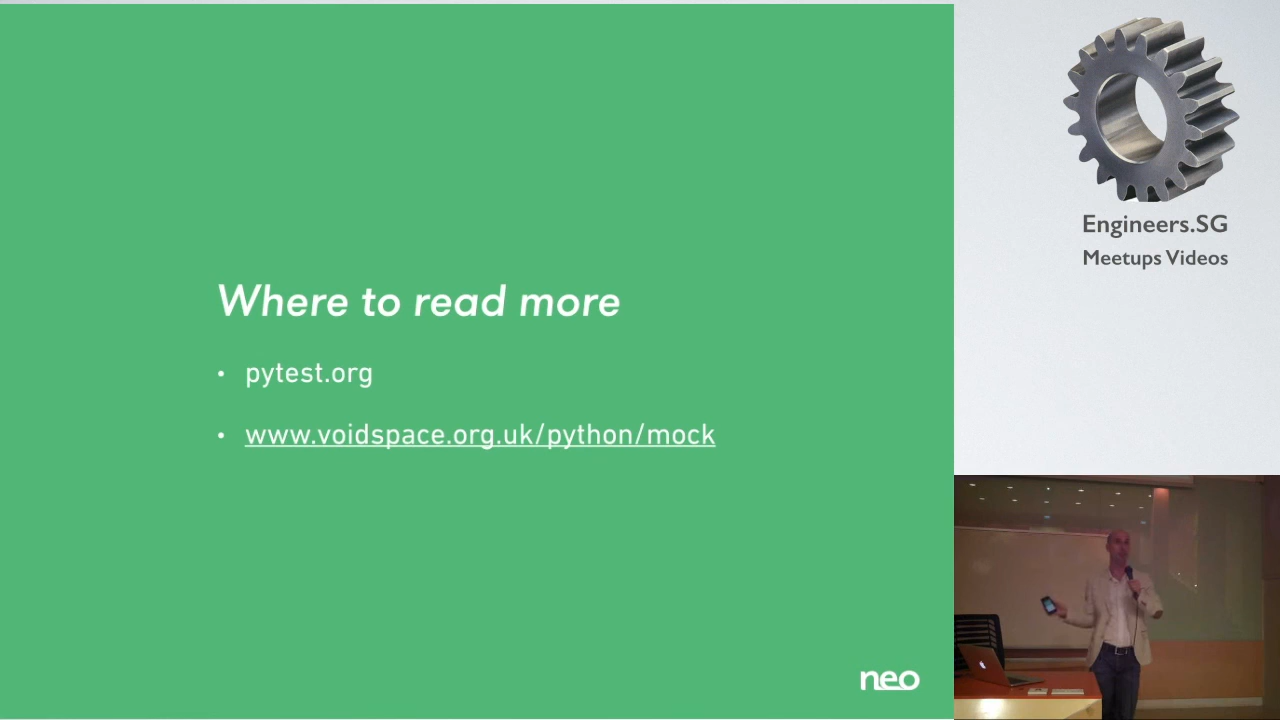 Where to read more
• pytest.org
• www.voidspace.org.uk/python/mock
neo
Engineers.SG
Meetups Videos